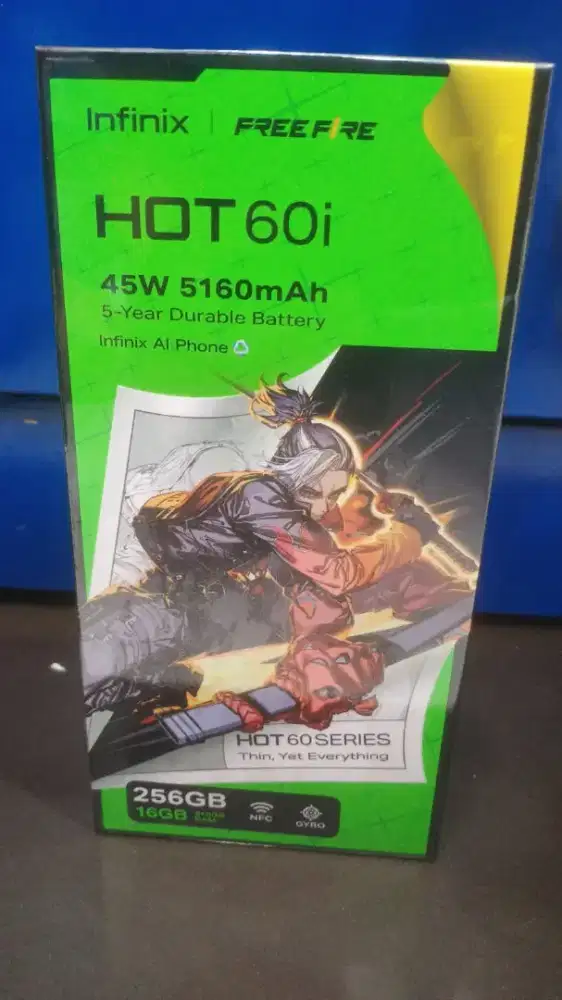 Infinix | FREE FIRE
HOT 60i
45W 5160mAh
5-Year Durable Battery
Infinix AI Phone
HOT 60 SERIES
Thin, Yet Everything
256GB
16GB
NFC
GYRO